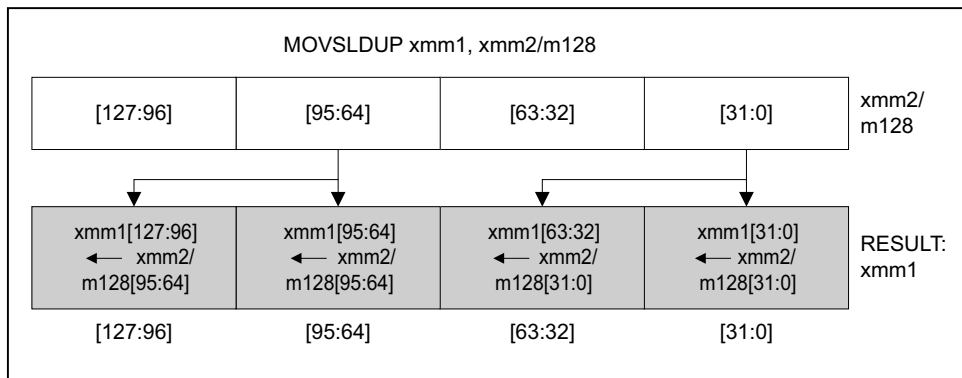 MOVSLDUP xmm1, xmm2/m128
[127:96] [95:64] [63:32] [31:0] xmm2/
m128
xmm1[127:96] xmm1[95:64] xmm1[63:32] xmm1[31:0] RESULT:
← xmm2/ ← xmm2/ ← xmm2/ ← xmm2/ xmm1
m128[95:64] m128[95:64] m128[31:0] m128[31:0]
[127:96] [95:64] [63:32] [31:0]